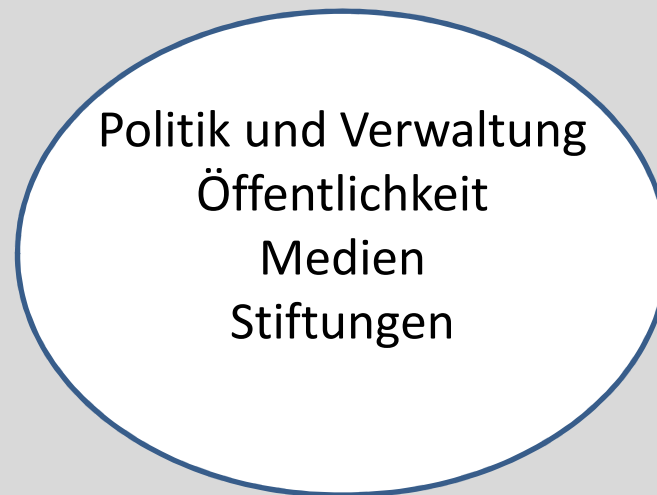 Politik und Verwaltung
Öffentlichkeit
Medien
Stiftungen